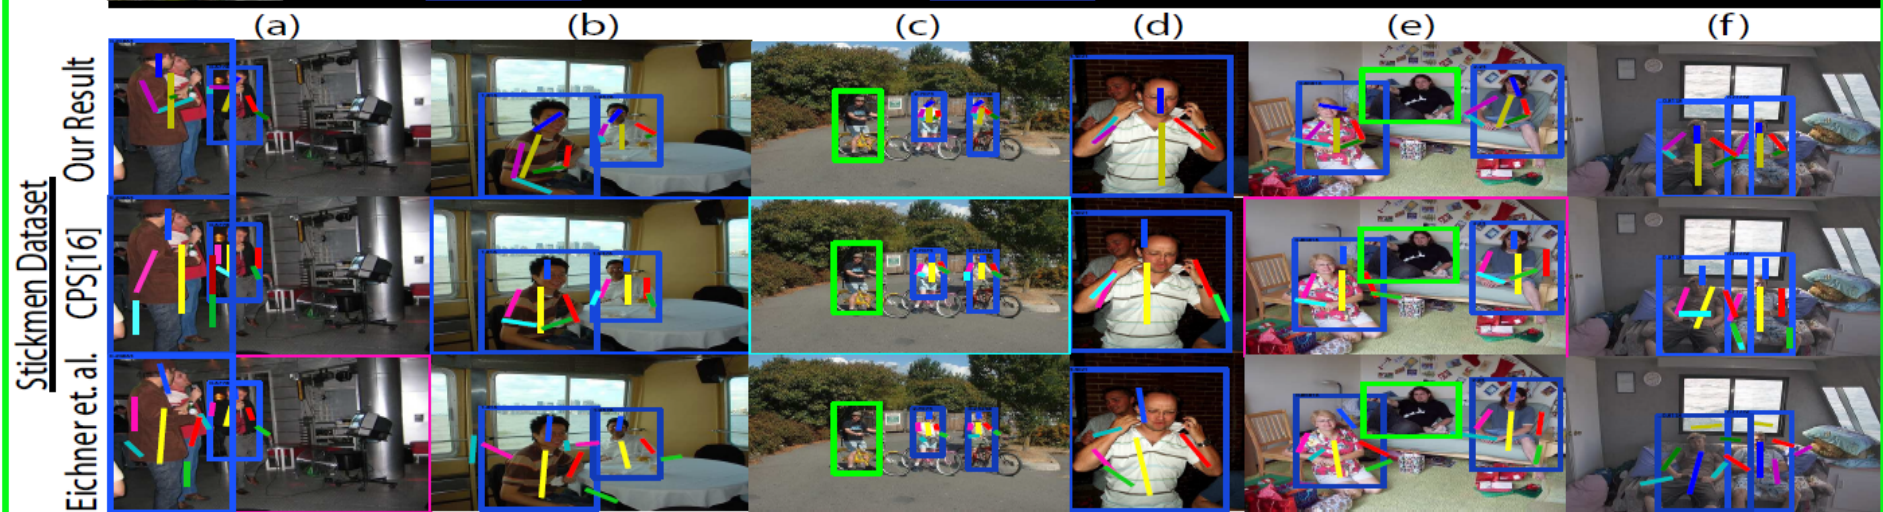 (a) (b) (c) (d) (e) (f)
Stickmen Dataset
Our Result
CPS[16]
Eichner et. al.